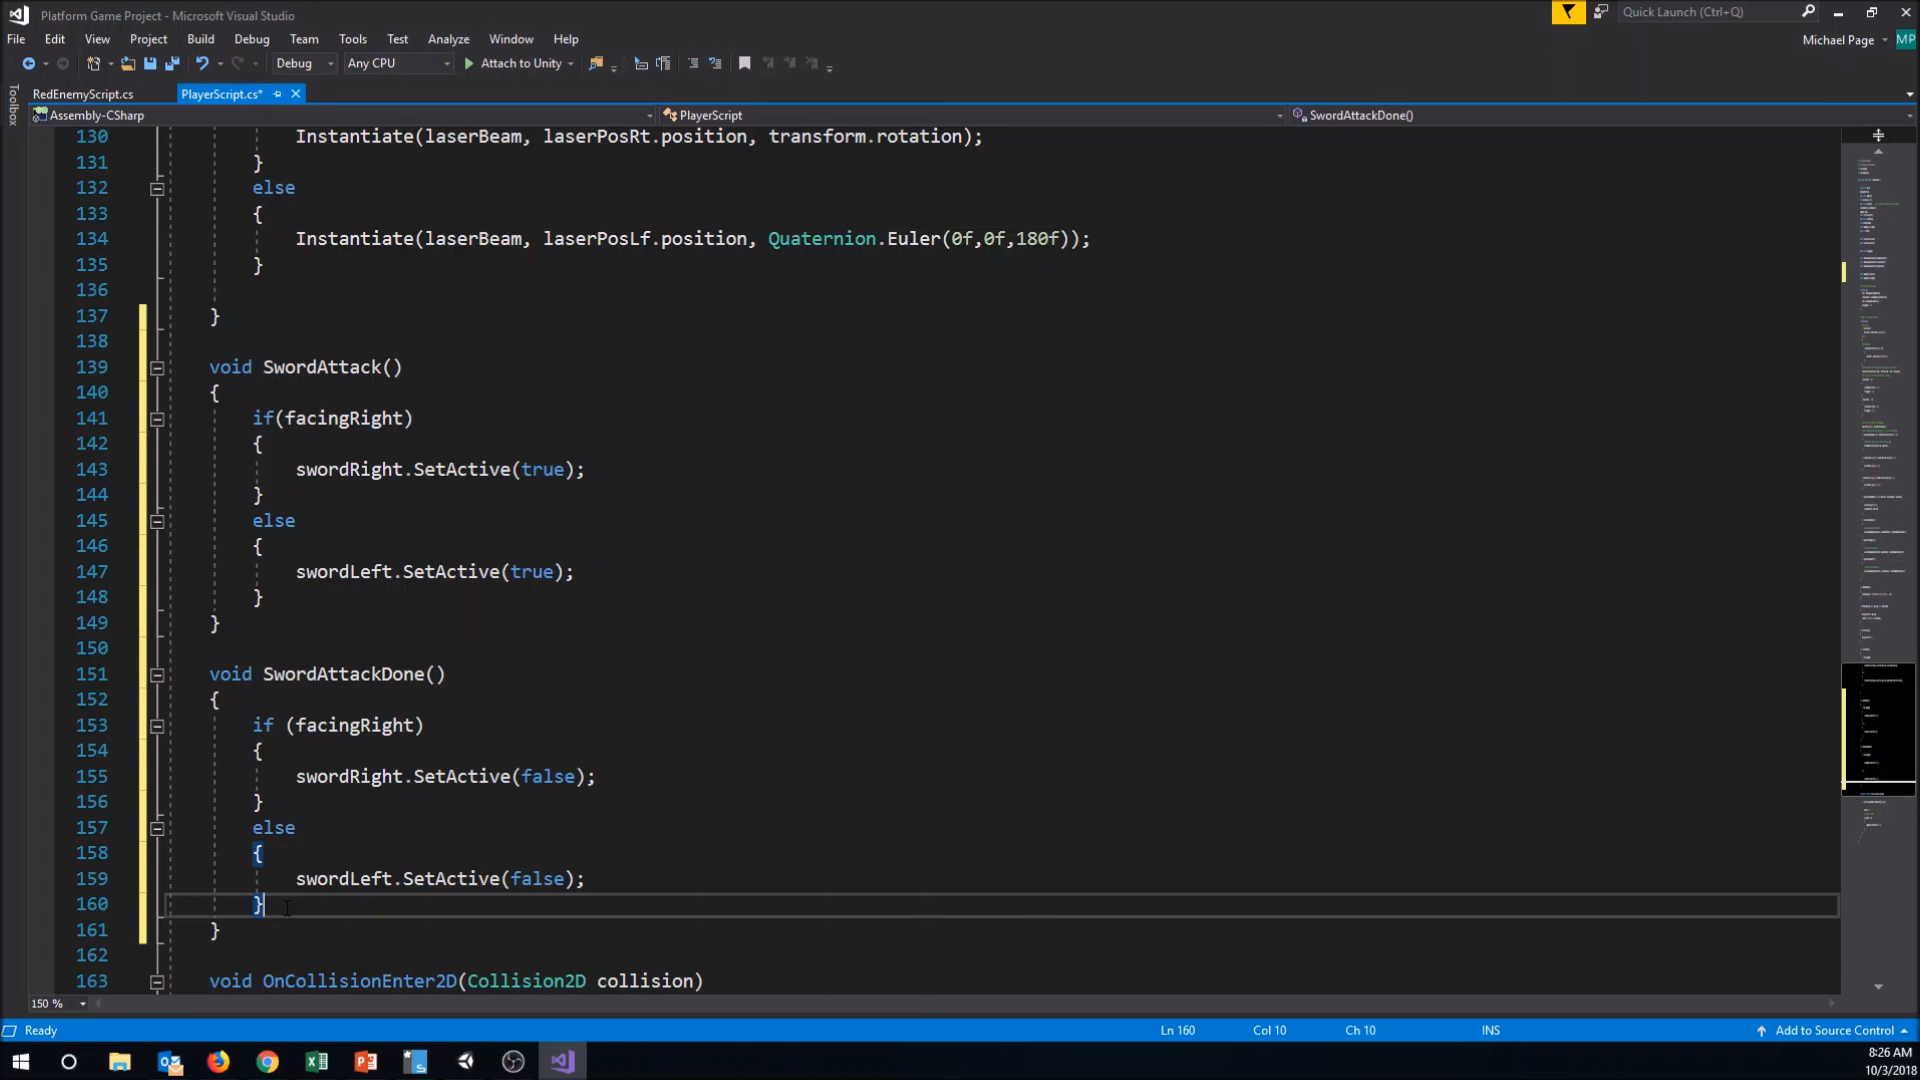 Platform Game Project - Microsoft Visual Studio
Quick Launch (Ctrl+Q)
File Edit View Project Build Debug Team Tools Test Analyze Window Help
Michael Page MP
Debug Any CPU Attach to Unity
Toolbox
RedEnemyScript.cs PlayerScript.cs*
Assembly-CSharp PlayerScript SwordAttackDone()
130 Instantiate(laserBeam, laserPosRt.position, transform.rotation);
131 }
132 else
133 {
134 Instantiate(laserBeam, laserPosLf.position, Quaternion.Euler(0f,0f,180f));
135 }
136
137 }
138
139 void SwordAttack()
140 {
141 if(facingRight)
142 {
143 swordRight.SetActive(true);
144 }
145 else
146 {
147 swordLeft.SetActive(true);
148 }
149 }
150
151 void SwordAttackDone()
152 {
153 if (facingRight)
154 {
155 swordRight.SetActive(false);
156 }
157 else
158 {
159 swordLeft.SetActive(false);
160 }
161 }
162
163 void OnCollisionEnter2D(Collision2D collision)
150 %
Ready Ln 160 Col 10 Ch 10 INS Add to Source Control
8:26 AM
10/3/2018